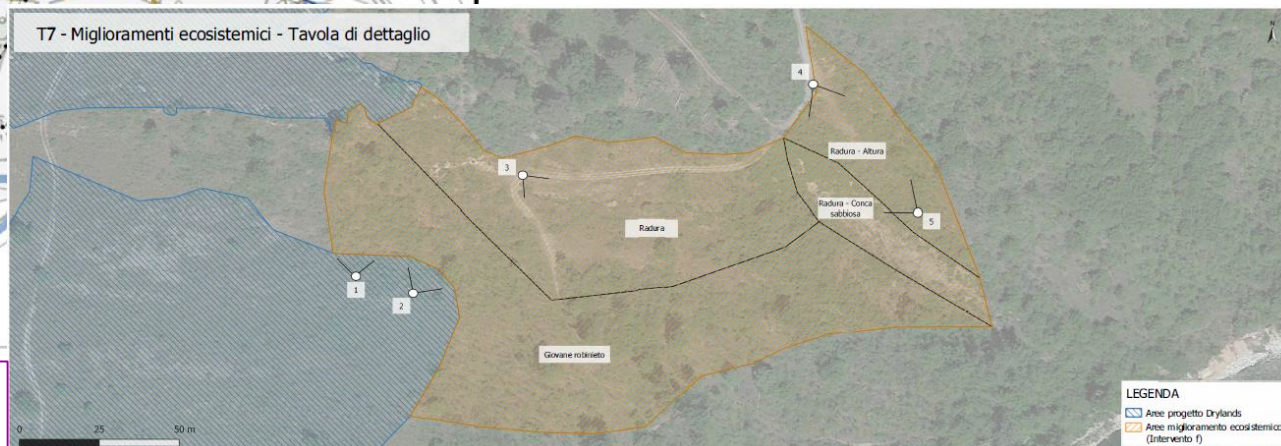 T7 - Miglioramenti ecosistemici - Tavola di dettaglio
4
Radura - Altura
3
Radura - Conca
sabbiosa
5
Radura
1
2
Giovane robinieto
LEGENDA
Aree progetto Drylands
Aree miglioramento ecosistemico
(Intervento f)
0 25 50 m